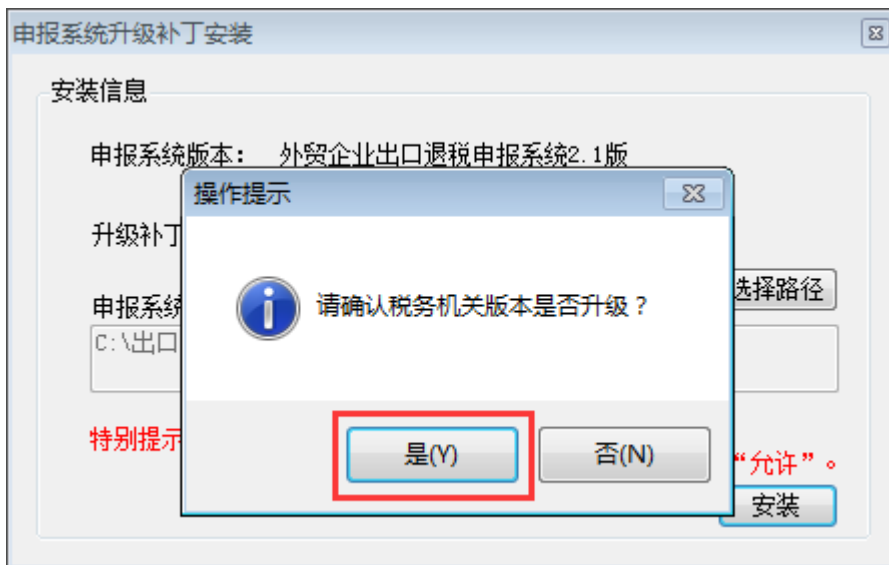 申报系统升级补丁安装
安装信息
申报系统版本： 外贸企业出口退税申报系统2.1版
操作提示
升级补丁
请确认税务机关版本是否升级？
选择路径
申报系统
C:\出口
特别提示
是(Y)
否(N)
“允许”。
安装